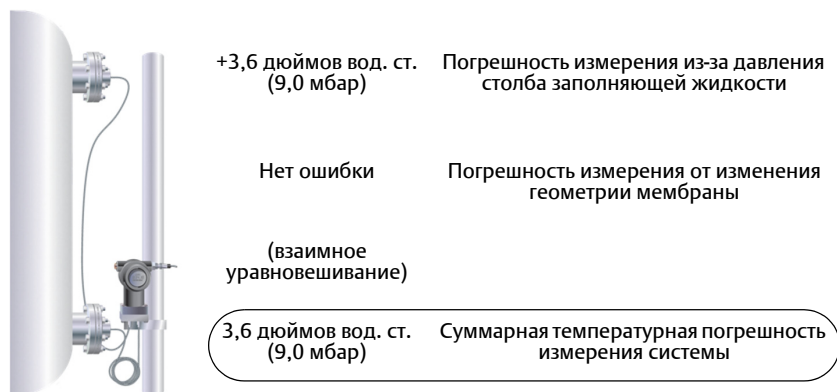 +3,6 дюймов вод. ст. Погрешность измерения из-за давления
(9,0 мбар) столба заполняющей жидкости
Нет ошибки Погрешность измерения от изменения
геометрии мембраны
(взаимное
уравновешивание)
3,6 дюймов вод. ст. Суммарная температурная погрешность
(9,0 мбар) измерения системы